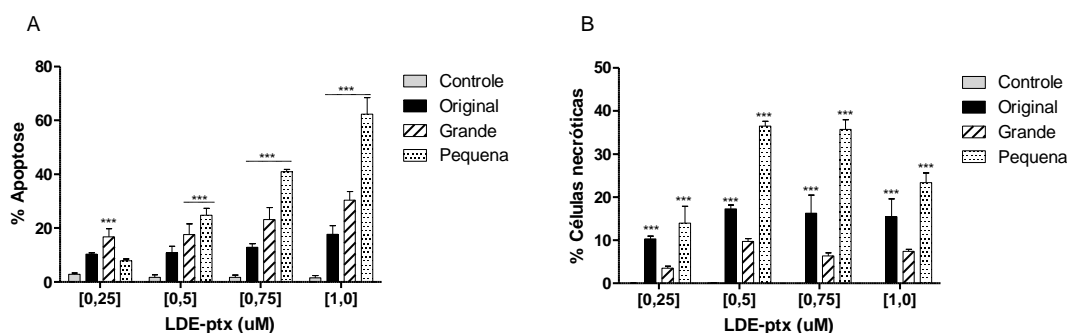 A
% Apoptose
80
60
40
20
0
***
***
***
***
[0,25]
[0,5]
[0,75]
[1,0]
LDE-ptx (uM)
Controle
Original
Grande
Pequena
B
% Células necróticas
50
40
30
20
10
0
***
***
***
***
***
***
***
***
[0,25]
[0,5]
[0,75]
[1,0]
LDE-ptx (uM)
Controle
Original
Grande
Pequena